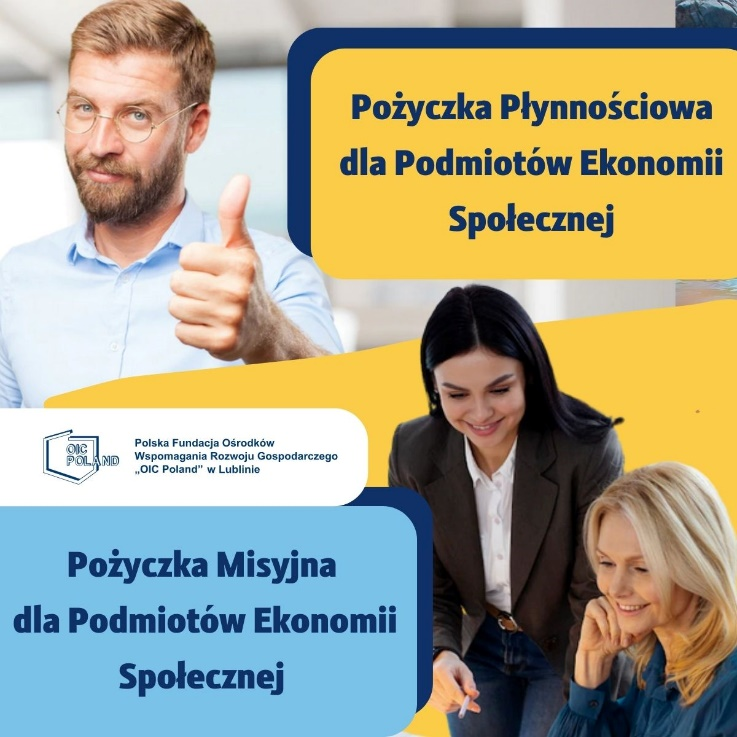 Pożyczka Płynnościowa
dla Podmiotów Ekonomii
Społecznej
OIC
POLAND
Polska Fundacja Ośrodków
Wspomagania Rozwoju Gospodarczego
„OIC Poland" w Lublinie
Pożyczka Misyjna
dla Podmiotów Ekonomii
Społecznej